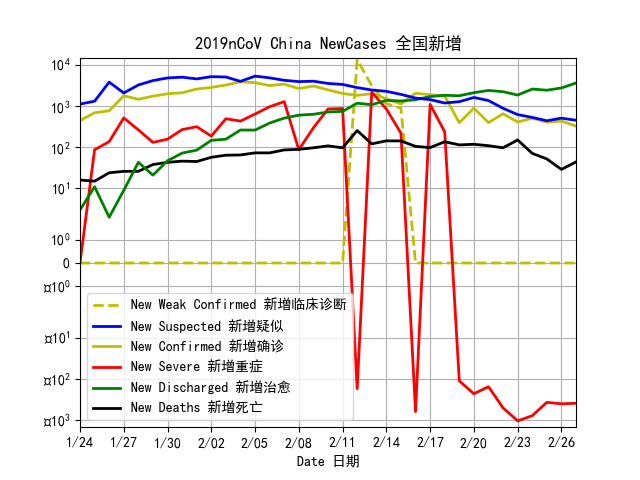 2019nCoV China NewCases 全国新增
10⁴
10³
10²
10¹
10⁰
0
¤10⁰
¤10¹
¤10²
¤10³
New Weak Confirmed 新增临床诊断
New Suspected 新增疑似
New Confirmed 新增确诊
New Severe 新增重症
New Discharged 新增治愈
New Deaths 新增死亡
1/24 1/27 1/30 2/02 2/05 2/08 2/11 2/14 2/17 2/20 2/23 2/26
Date 日期